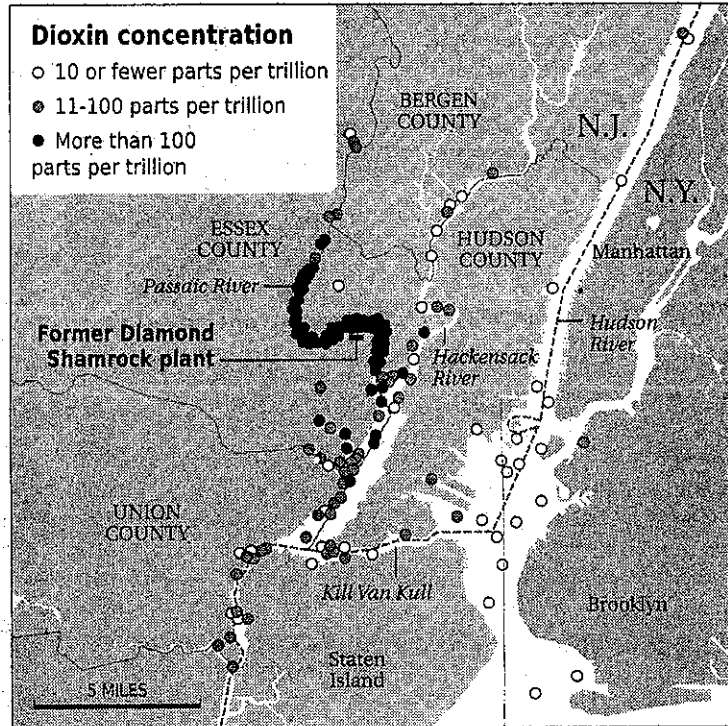 Dioxin concentration
10 or fewer parts per trillion
11-100 parts per trillion
More than 100
parts per trillion
BERGEN
COUNTY
N.J.
N.Y.
ESSEX
COUNTY
HUDSON
COUNTY
Manhattan
Passaic River
Former Diamond
Shamrock plant
Hudson
River
Hackensack
River
UNION
COUNTY
Kill Van Kull
Brooklyn
Staten
Island
5 MILES